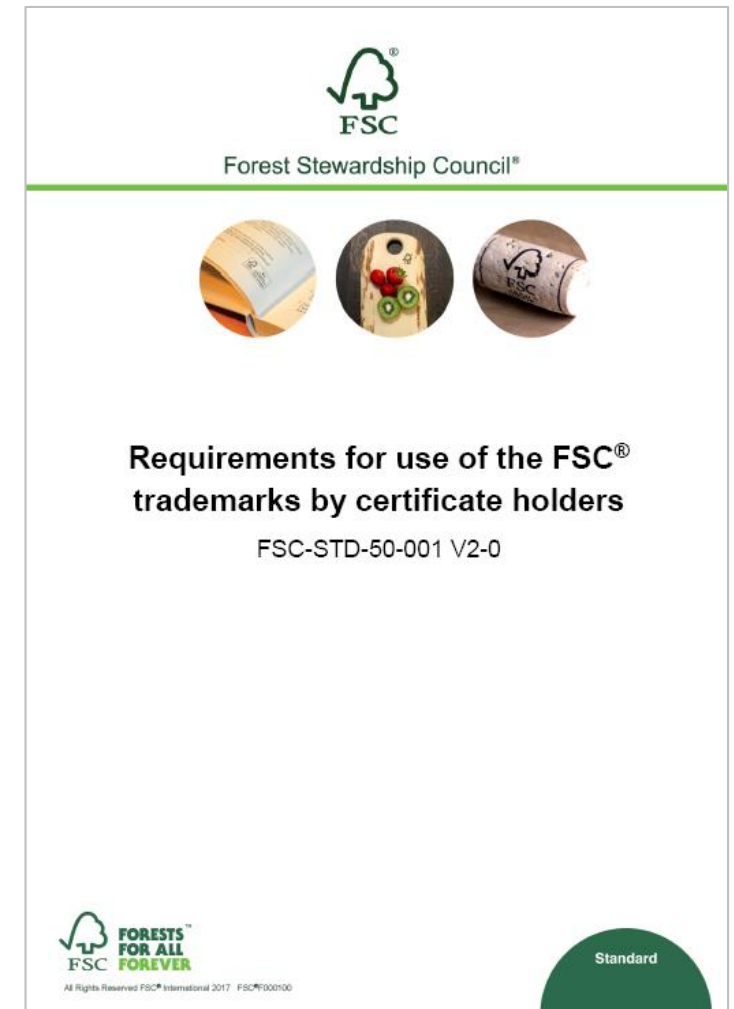 ®
FSC
Forest Stewardship Council®
FSC
Requirements for use of the FSC®
trademarks by certificate holders
FSC-STD-50-001 V2-0
FORESTS™
FOR ALL
FSC FOREVER
Standard
All Rights Reserved FSC® International 2017 FSC®F000100